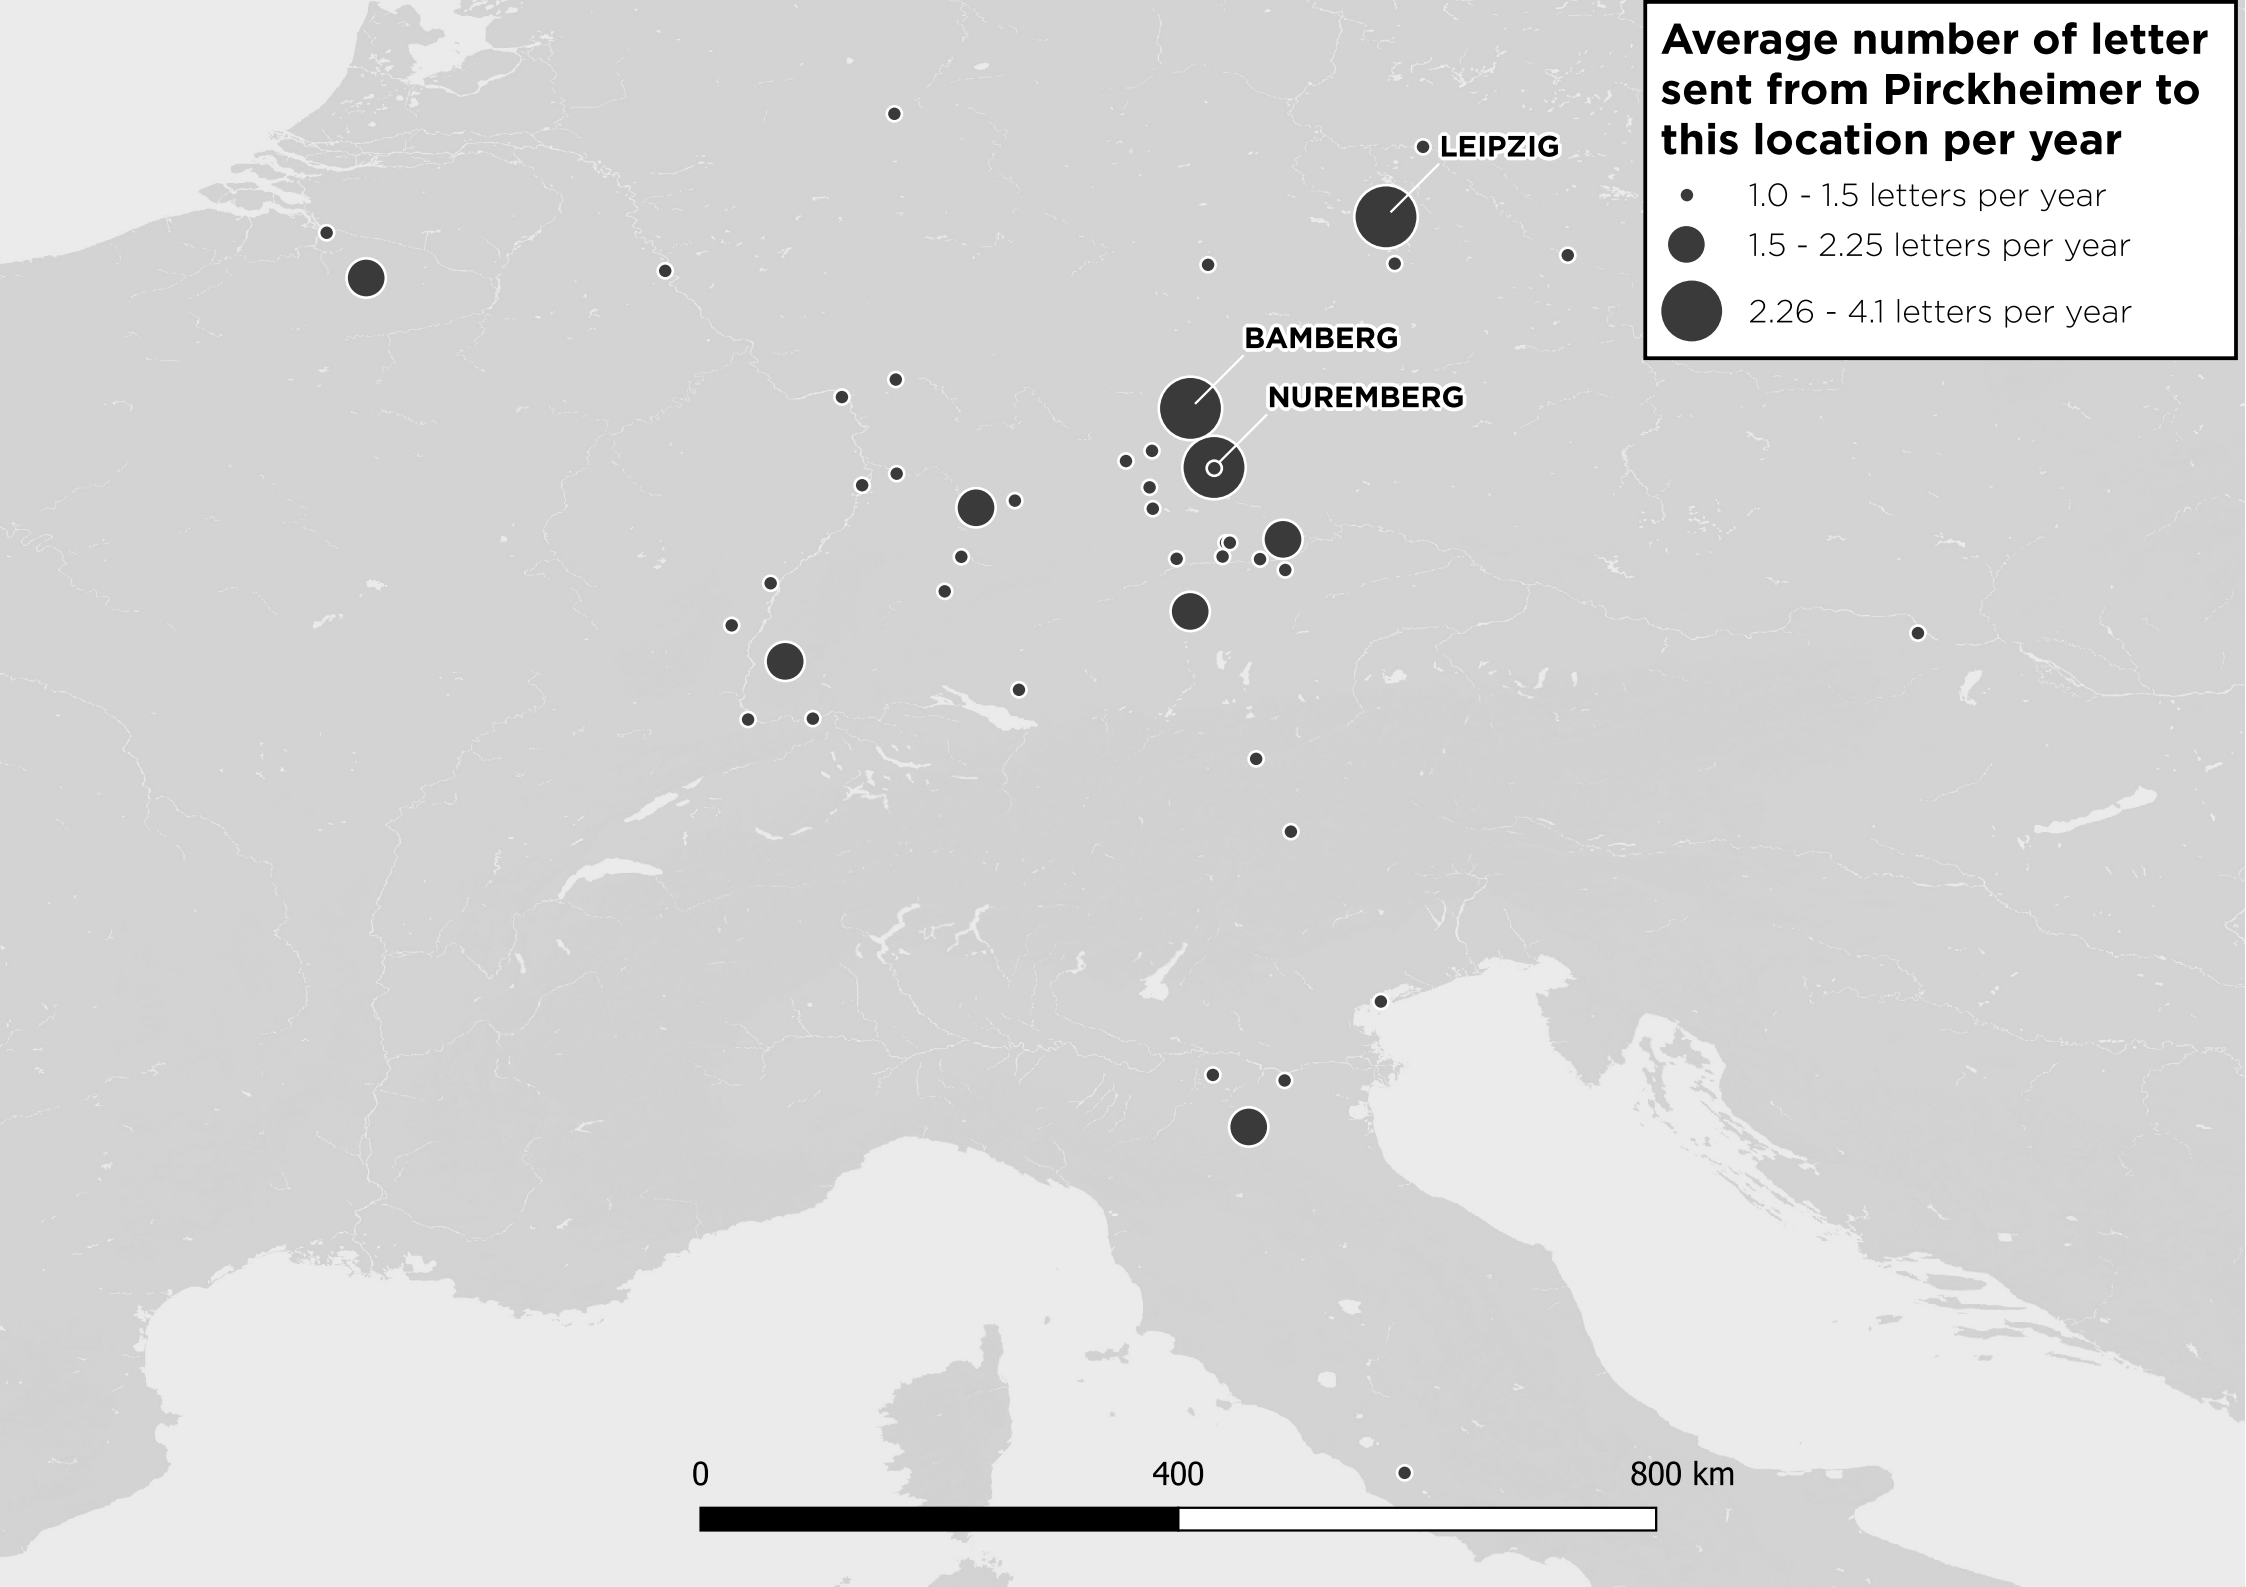 Average number of letter
sent from Pirckheimer to
this location per year
1.0 - 1.5 letters per year
1.5 - 2.25 letters per year
2.26 - 4.1 letters per year
LEIPZIG
BAMBERG
NUREMBERG
0 400 800 km